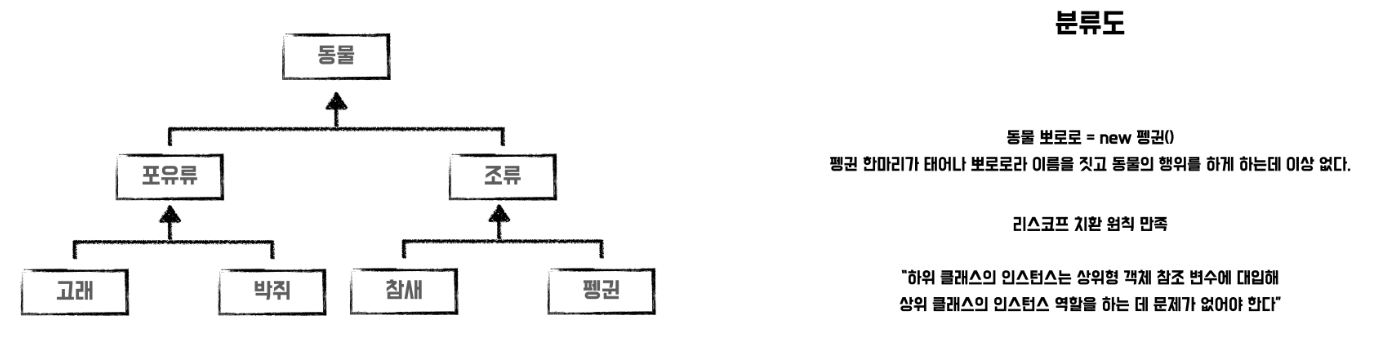 분류도
동물
포유류
조류
고래
박쥐
참새
펭귄
동물 뽀로로 = new 펭귄()
펭귄 한마리가 태어나 뽀로로라 이름을 짓고 동물의 행위를 하게 하는데 이상 없다.
리스코프 치환 원칙 만족
"하위 클래스의 인스턴스는 상위형 객체 참조 변수에 대입해
상위 클래스의 인스턴스 역할을 하는 데 문제가 없어야 한다"